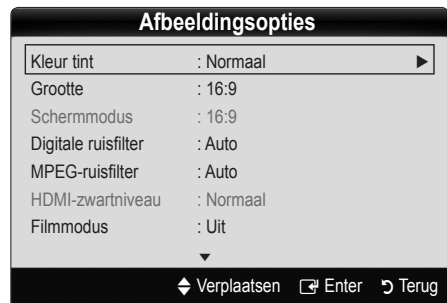 Afbeeldingsopties
Kleur tint : Normaal ►
Grootte : 16:9
Schermmodus : 16:9
Digitale ruisfilter : Auto
MPEG-ruisfilter : Auto
HDMI-zwartniveau : Normaal
Filmmodus : Uit
▼
Verplaatsen Enter Terug